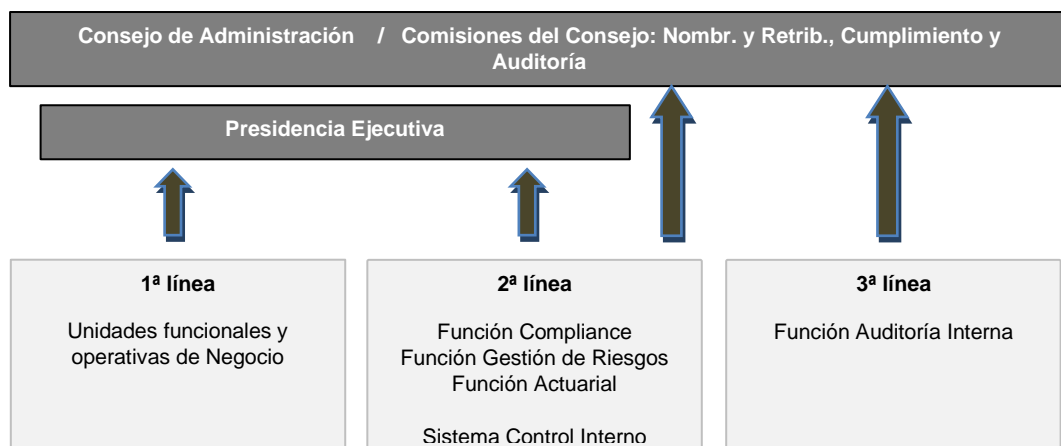 Consejo de Administración / Comisiones del Consejo: Nombr. y Retrib., Cumplimiento y
Auditoría
Presidencia Ejecutiva
1ª línea
Unidades funcionales y
operativas de Negocio
2ª línea
Función Compliance
Función Gestión de Riesgos
Función Actuarial
Sistema Control Interno
3ª línea
Función Auditoría Interna